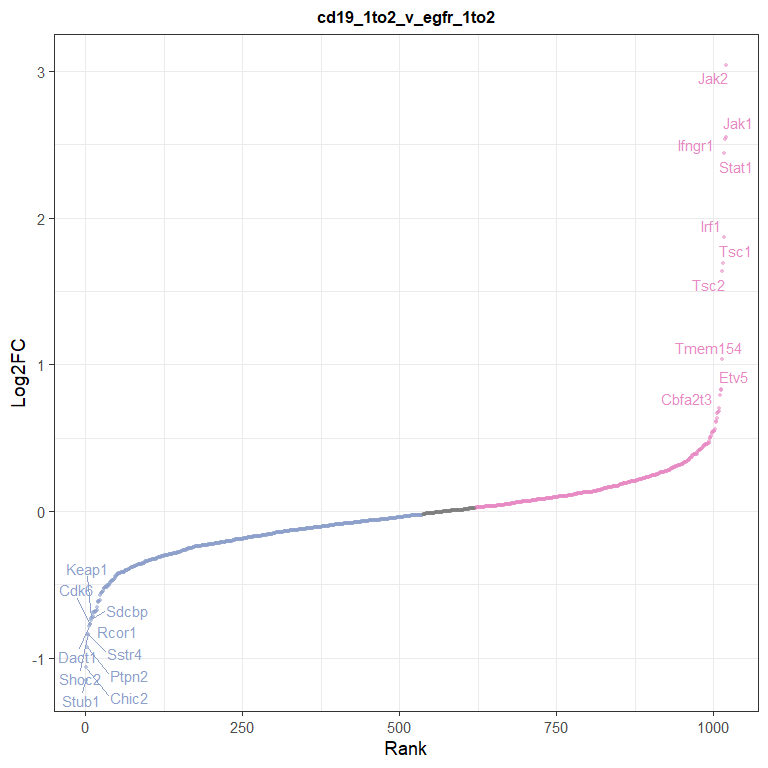 cd19_1to2_v_egfr_1to2
Log2FC
3
2
1
0
-1
Jak2
Jak1
Ifngr1
Stat1
Irf1
Tsc1
Tsc2
Tmem154
Etv5
Cbfa2t3
Keap1
Cdk6
Sdcbp
Rcor1
Dact1
Sstr4
Shoc2
Ptpn2
Stub1
Chic2
0
250
500
750
1000
Rank